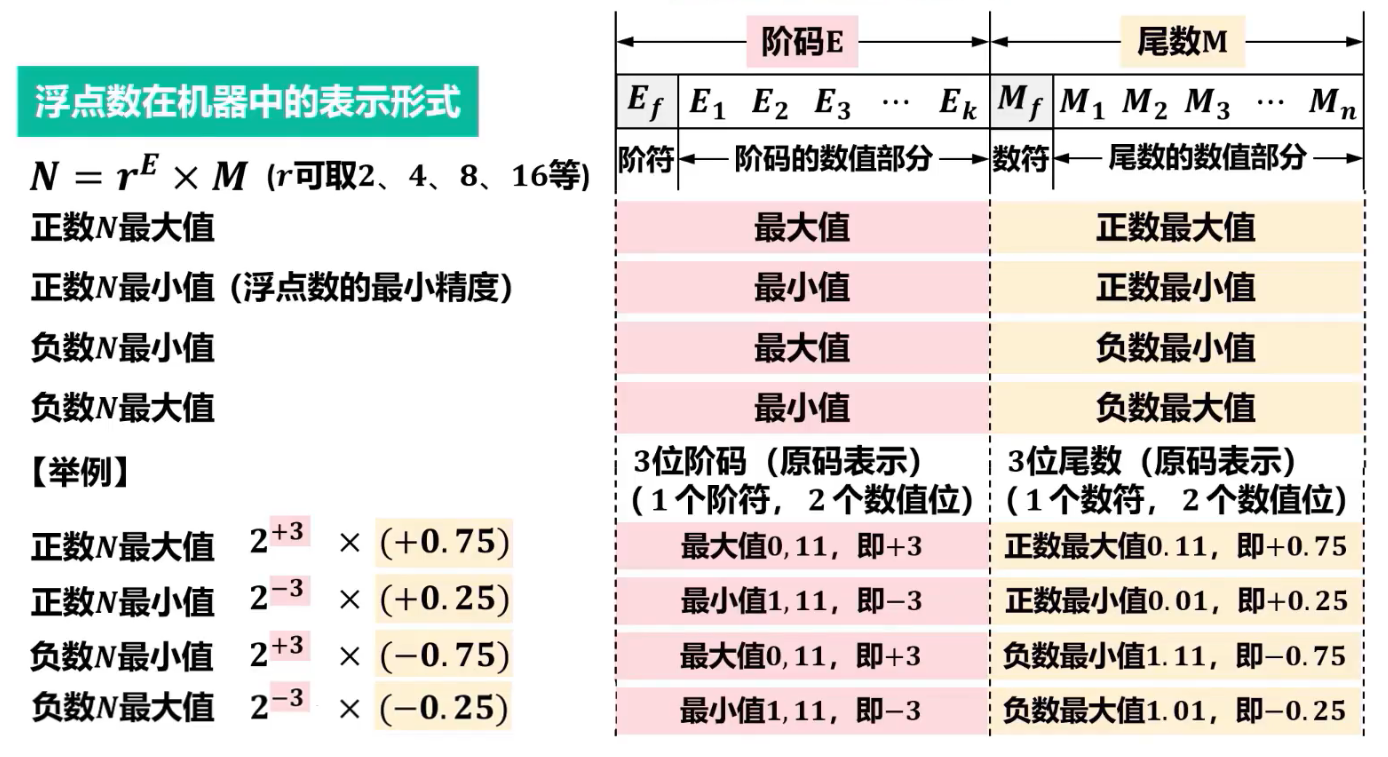 阶码E 尾数M
浮点数在机器中的表示形式
E_f E_1 E_2 E_3 ⋯ E_k M_f M_1 M_2 M_3 ⋯ M_n
N = r^E × M (r可取2、4、8、16等) 阶符 阶码的数值部分 数符 尾数的数值部分
正数N最大值 最大值 正数最大值
正数N最小值（浮点数的最小精度） 最小值 正数最小值
负数N最小值 最大值 负数最小值
负数N最大值 最小值 负数最大值
【举例】 3位阶码（原码表示） 3位尾数（原码表示）
（1个阶符，2个数值位） （1个数符，2个数值位）
正数N最大值 2^{+3} × (+0.75) 最大值0,11，即+3 正数最大值0.11，即+0.75
正数N最小值 2^{−3} × (+0.25) 最小值1,11，即−3 正数最小值0.01，即+0.25
负数N最小值 2^{+3} × (−0.75) 最大值0,11，即+3 负数最小值1.11，即−0.75
负数N最大值 2^{−3} × (−0.25) 最小值1,11，即−3 负数最大值1.01，即−0.25